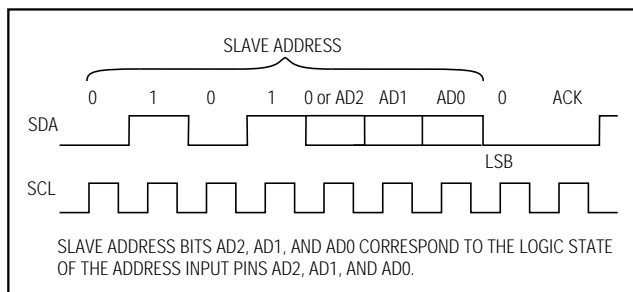 SLAVE ADDRESS
0 1 0 1 0 or AD2 AD1 AD0 0 ACK
SDA
LSB
SCL
SLAVE ADDRESS BITS AD2, AD1, AND AD0 CORRESPOND TO THE LOGIC STATE
OF THE ADDRESS INPUT PINS AD2, AD1, AND AD0.